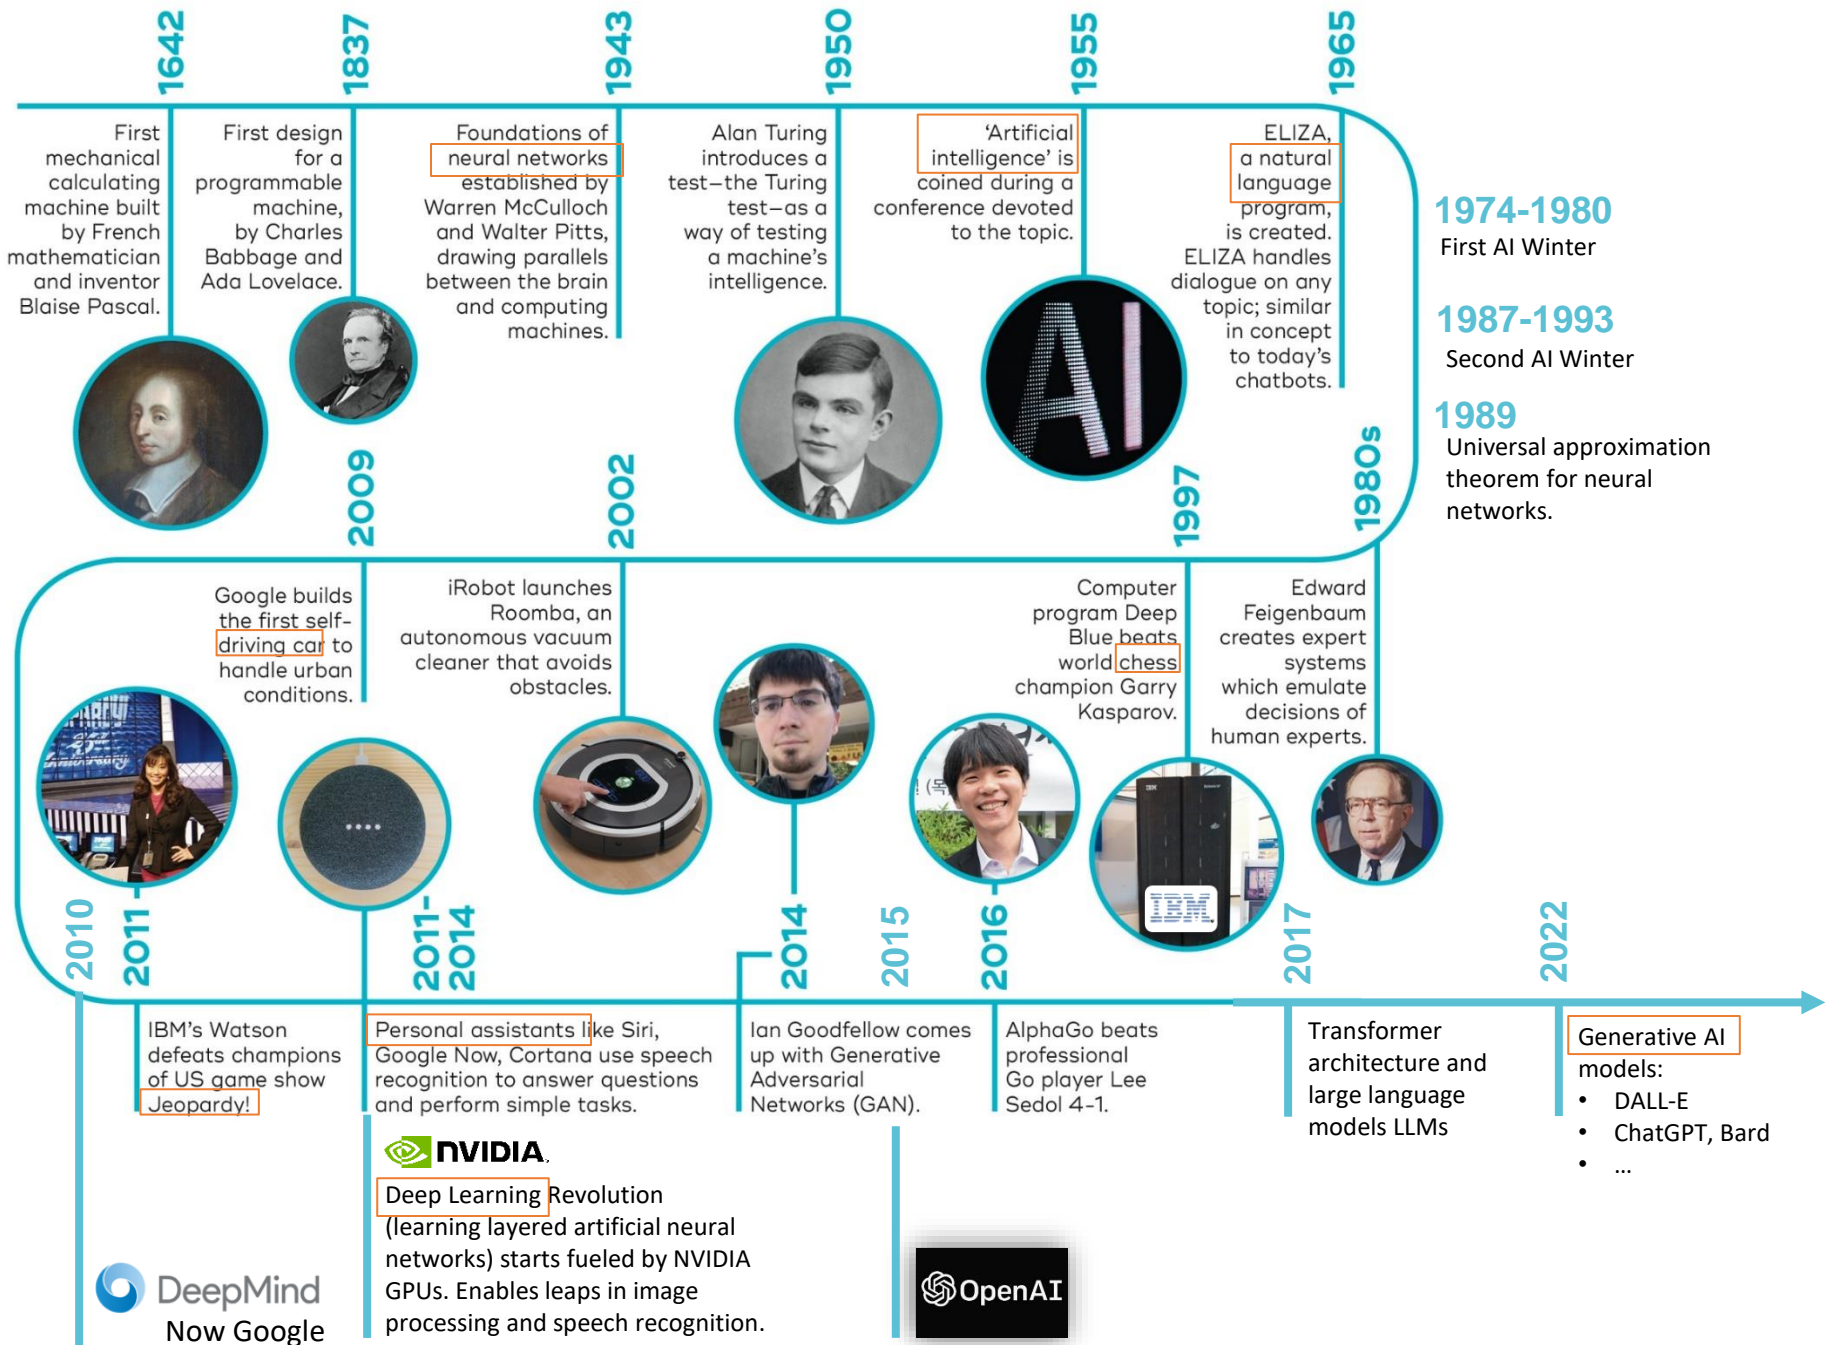 1642
First
mechanical
calculating
machine built
by French
mathematician
and inventor
Blaise Pascal.
1837
First design
for a
programmable
machine,
by Charles
Babbage and
Ada Lovelace.
1943
Foundations of
neural networks
established by
Warren McCulloch
and Walter Pitts,
drawing parallels
between the brain
and computing
machines.
1950
Alan Turing
introduces a
test—the Turing
test—as a
way of testing
a machine’s
intelligence.
1955
‘Artificial
intelligence’ is
coined during a
conference devoted
to the topic.
AI
1965
ELIZA,
a natural
language
program,
is created.
ELIZA handles
dialogue on any
topic; similar
in concept
to today’s
chatbots.
1974-1980
First AI Winter
1987-1993
Second AI Winter
1989
Universal approximation
theorem for neural
networks.
1980s
Edward
Feigenbaum
creates expert
systems
which emulate
decisions of
human experts.
1997
Computer
program Deep
Blue beats
world chess
champion Garry
Kasparov.
IBM
IBM
2002
iRobot launches
Roomba, an
autonomous vacuum
cleaner that avoids
obstacles.
2009
Google builds
the first self-
driving car to
handle urban
conditions.
2010
DeepMind
Now Google
2011
IBM’s Watson
defeats champions
of US game show
Jeopardy!
2011-
2014
Personal assistants like Siri,
Google Now, Cortana use speech
recognition to answer questions
and perform simple tasks.
NVIDIA
Deep Learning Revolution
(learning layered artificial neural
networks) starts fueled by NVIDIA
GPUs. Enables leaps in image
processing and speech recognition.
2014
Ian Goodfellow comes
up with Generative
Adversarial
Networks (GAN).
2015
OpenAI
2016
AlphaGo beats
professional
Go player Lee
Sedol 4-1.
2017
Transformer
architecture and
large language
models LLMs
2022
Generative AI
models:
• DALL-E
• ChatGPT, Bard
• ...